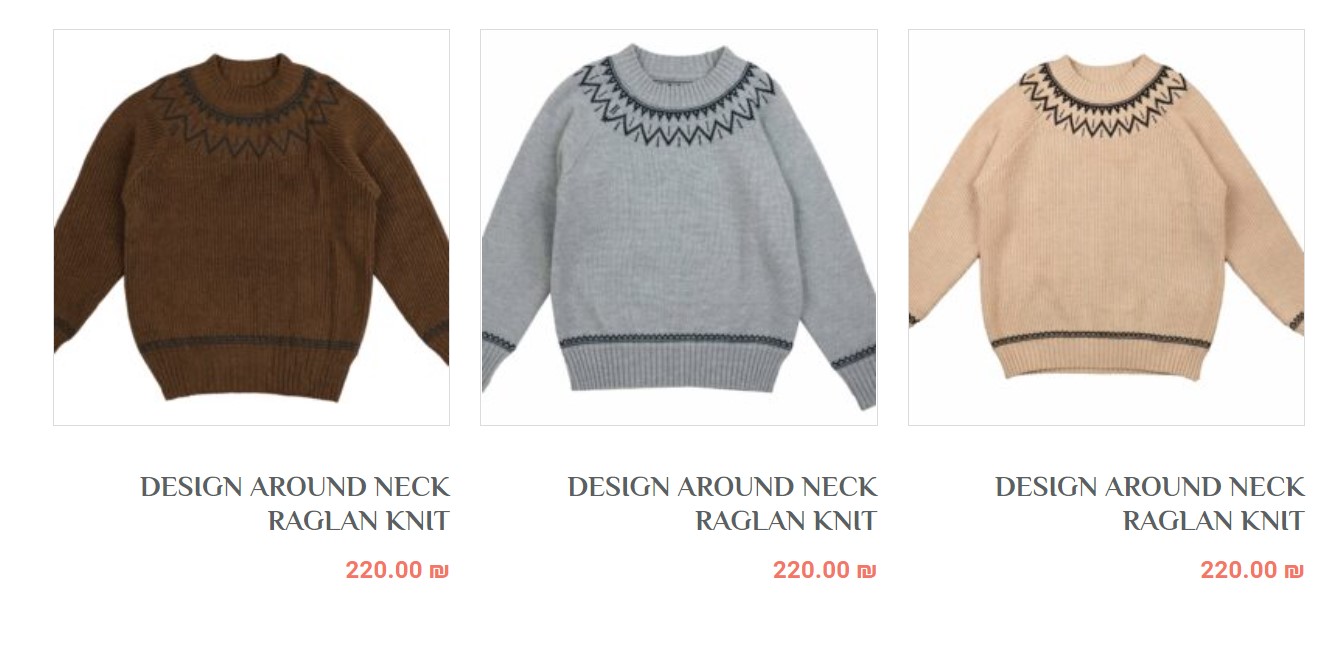 DESIGN AROUND NECK
RAGLAN KNIT
220.00 ₪
DESIGN AROUND NECK
RAGLAN KNIT
220.00 ₪
DESIGN AROUND NECK
RAGLAN KNIT
220.00 ₪